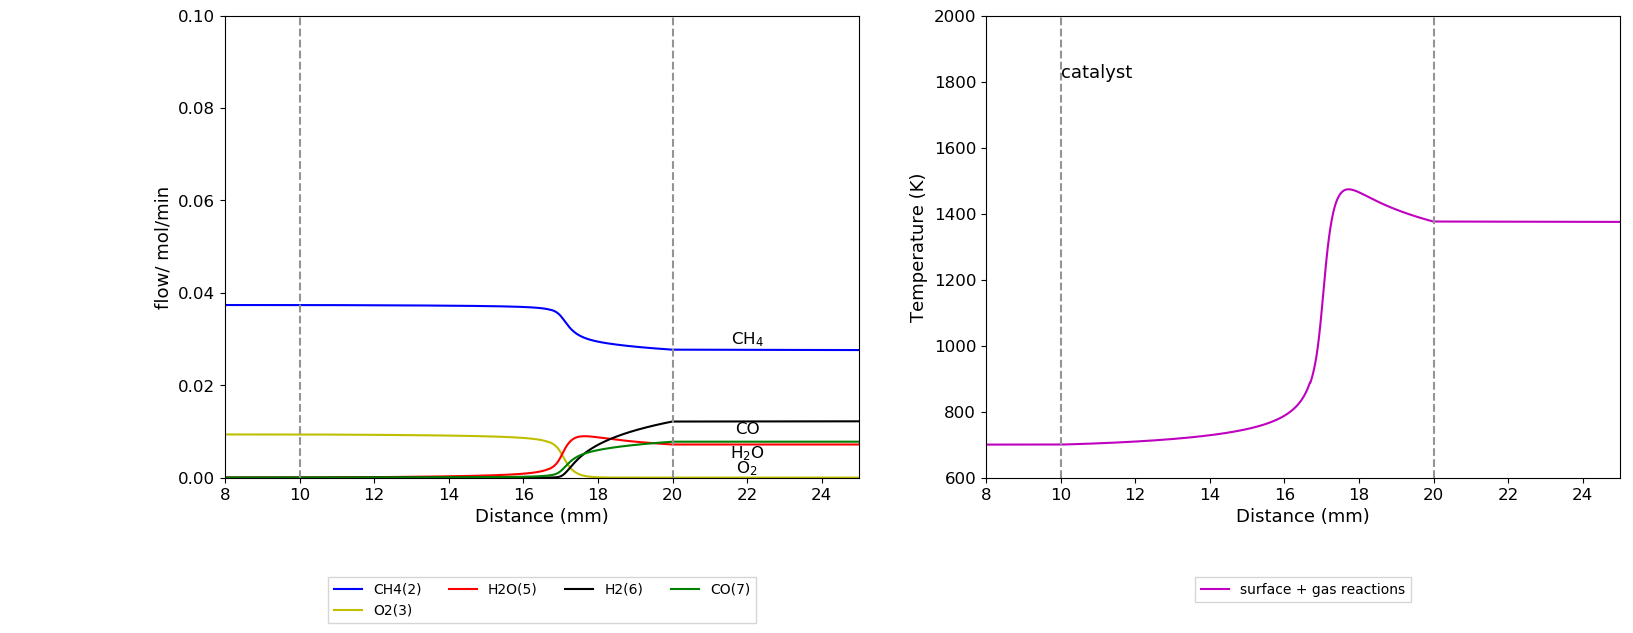 0.10
0.08
0.06
0.04
0.02
0.00
flow/ mol/min
8 10 12 14 16 18 20 22 24
Distance (mm)
CH₄
CO
H₂O
O₂
CH4(2) H2O(5) H2(6) CO(7)
O2(3)
2000
1800
1600
1400
1200
1000
800
600
Temperature (K)
catalyst
8 10 12 14 16 18 20 22 24
Distance (mm)
surface + gas reactions